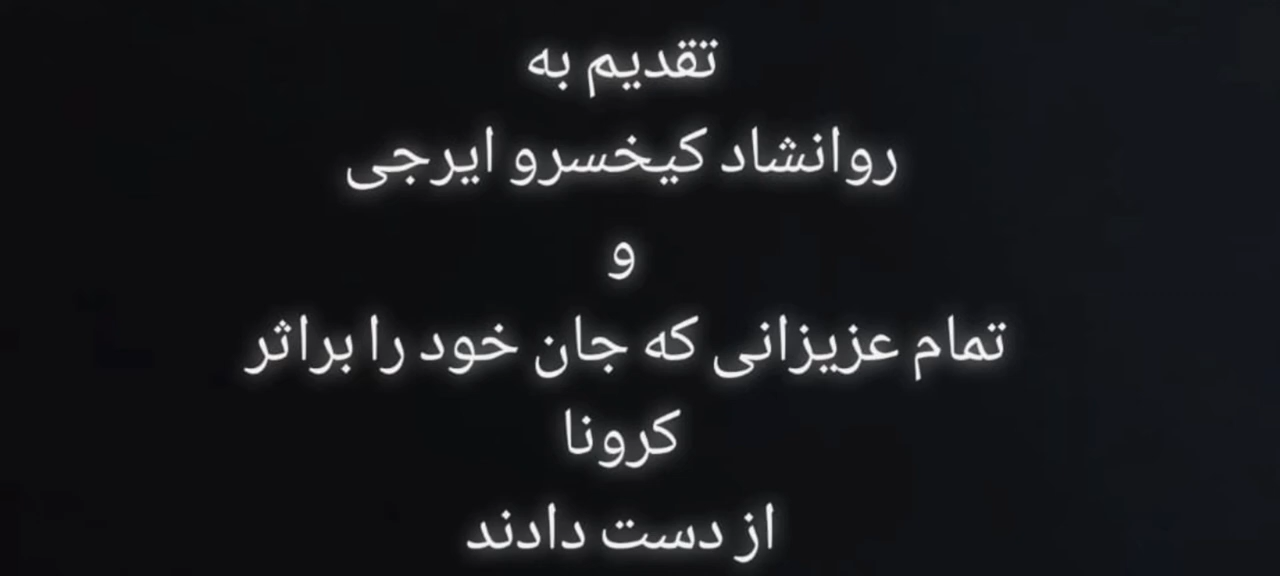 تقدیم به
روانشاد کیخسرو ایرجی
و
تمام عزیزانی که جان خود را براثر
کرونا
از دست دادند